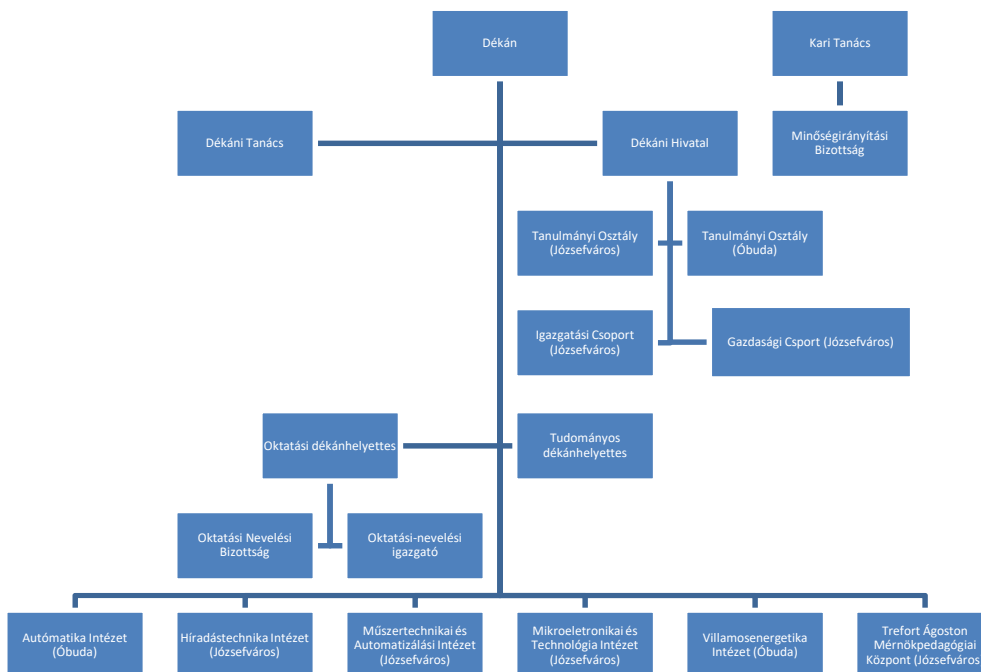 Dékán
Kari Tanács
Dékáni Tanács
Dékáni Hivatal
Minőségirányítási
Bizottság
Tanulmányi Osztály
(Józsefváros)
Tanulmányi Osztály
(Óbuda)
Igazgatási Csoport
(Józsefváros)
Gazdasági Csport (Józsefváros)
Oktatási dékánhelyettes
Tudományos
dékánhelyettes
Oktatási Nevelési
Bizottság
Oktatási-nevelési
igazgató
Autómatika Intézet
(Óbuda)
Híradástechnika Intézet
(Józsefváros)
Műszertechnikai és
Automatizálási Intézet
(Józsefváros)
Mikroeletronikai és
Technológia Intézet
(Józsefváros)
Villamosenergetika
Intézet (Óbuda)
Trefort Ágoston
Mérnökpedagógiai
Központ (Józsefváros